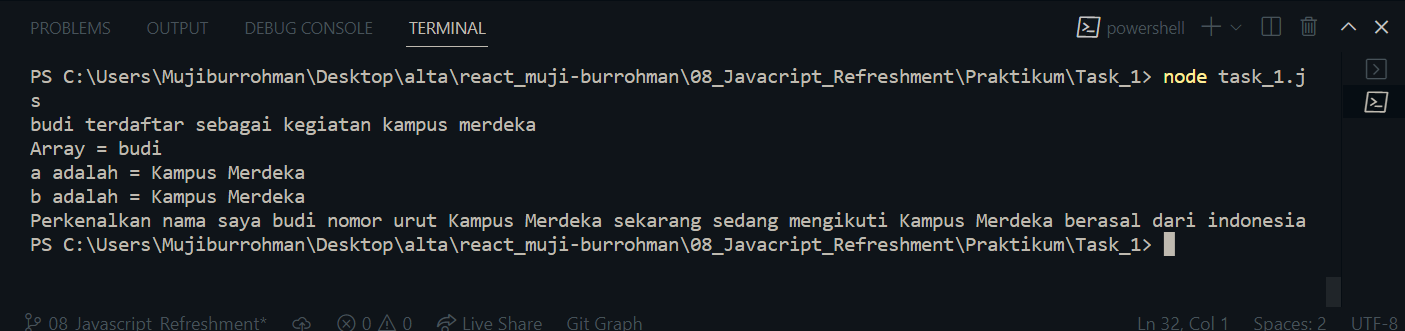 PROBLEMS OUTPUT DEBUG CONSOLE TERMINAL powershell
PS C:\Users\Mujiburrohman\Desktop\alta\react_muji-burrohman\08_Javacript_Refreshment\Praktikum\Task_1> node task_1.j
s
budi terdaftar sebagai kegiatan kampus merdeka
Array = budi
a adalah = Kampus Merdeka
b adalah = Kampus Merdeka
Perkenalkan nama saya budi nomor urut Kampus Merdeka sekarang sedang mengikuti Kampus Merdeka berasal dari indonesia
PS C:\Users\Mujiburrohman\Desktop\alta\react_muji-burrohman\08_Javacript_Refreshment\Praktikum\Task_1>
08_Javascript_Refreshment* 0 0 Live Share Git Graph Ln 32, Col 1 Spaces: 2 UTF-8